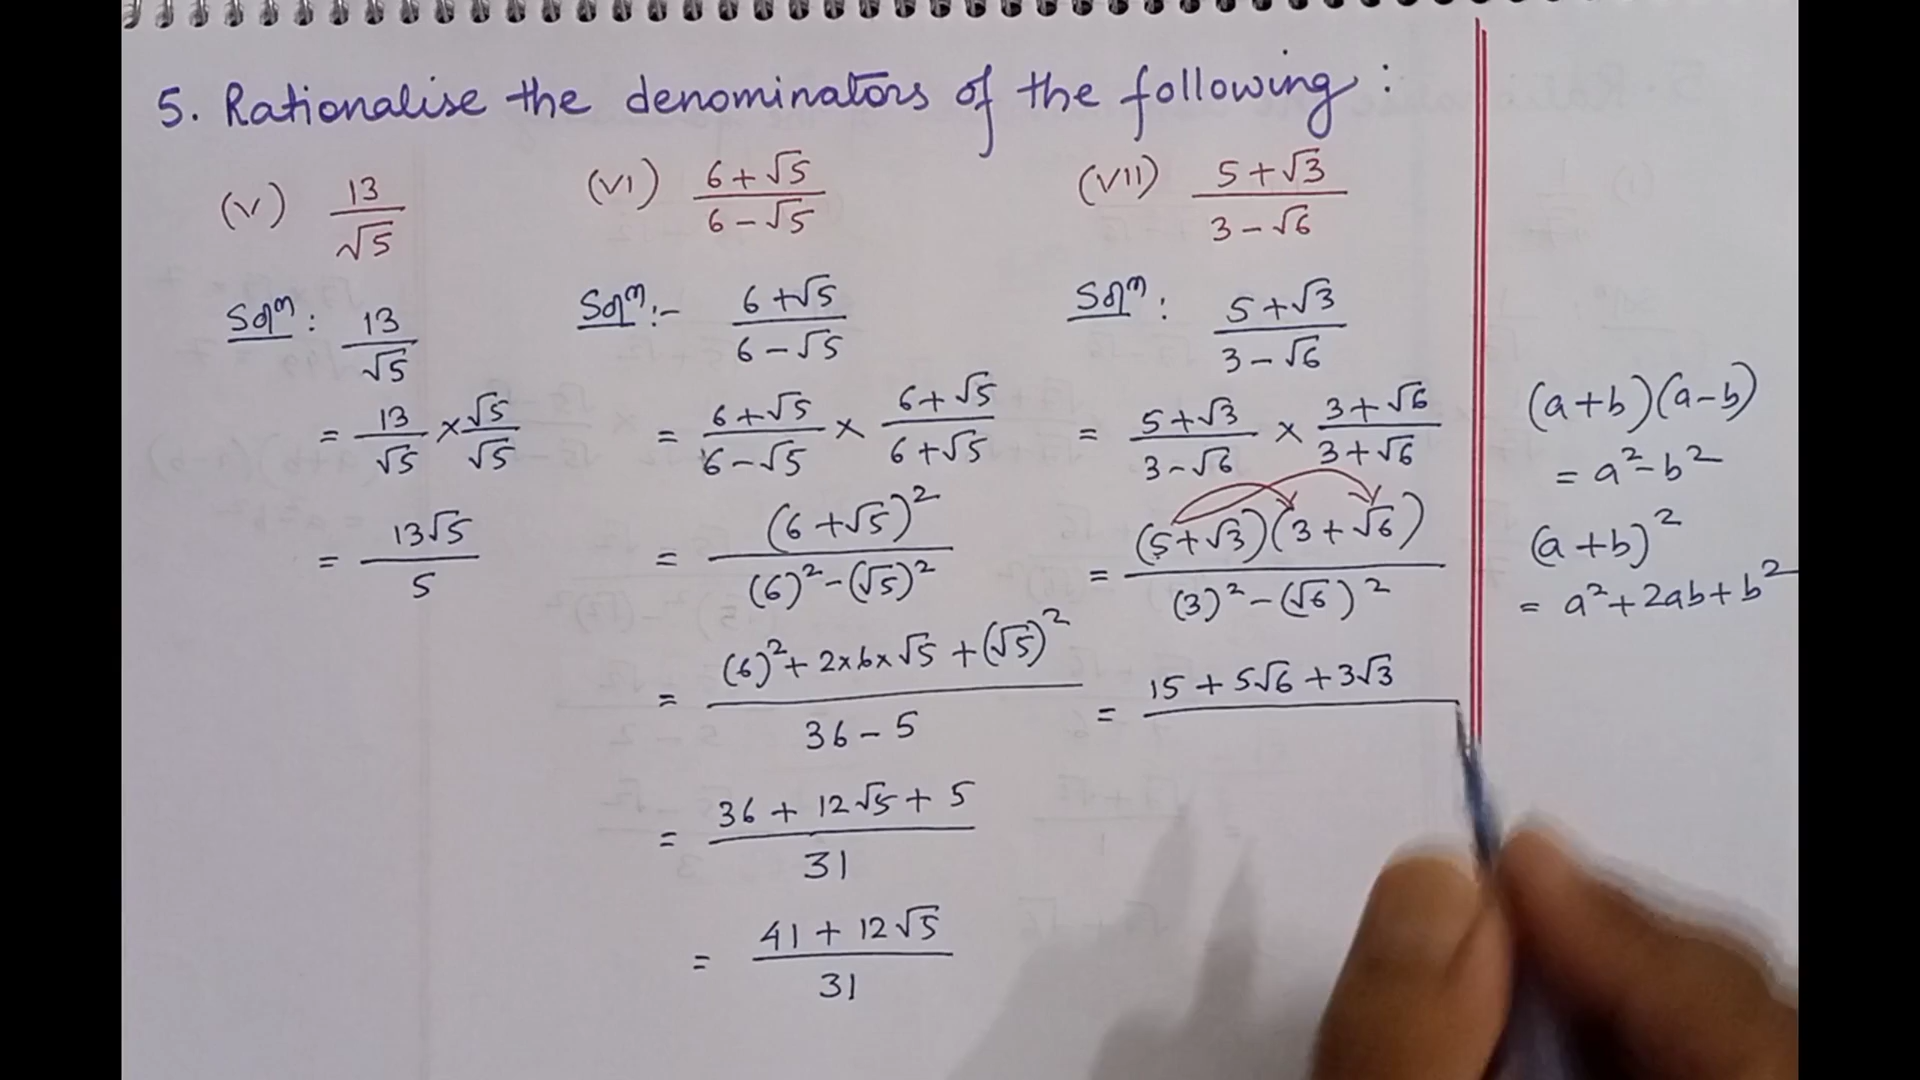 5. Rationalise the denominators of the following :
(V) 13/√5
Solⁿ : 13/√5
= 13/√5 × √5/√5
= 13√5/5
(VI) 6+√5/6−√5
Solⁿ :- 6+√5/6−√5
= 6+√5/6−√5 × 6+√5/6+√5
= (6+√5)²/(6)²−(√5)²
= (6)²+2×6×√5+(√5)²/36−5
= 36+12√5+5/31
= 41+12√5/31
(VII) 5+√3/3−√6
Solⁿ : 5+√3/3−√6
= 5+√3/3−√6 × 3+√6/3+√6
= (5+√3)(3+√6)/(3)²−(√6)²
= 15+5√6+3√3
(a+b)(a−b)
= a²−b²
(a+b)²
= a²+2ab+b²